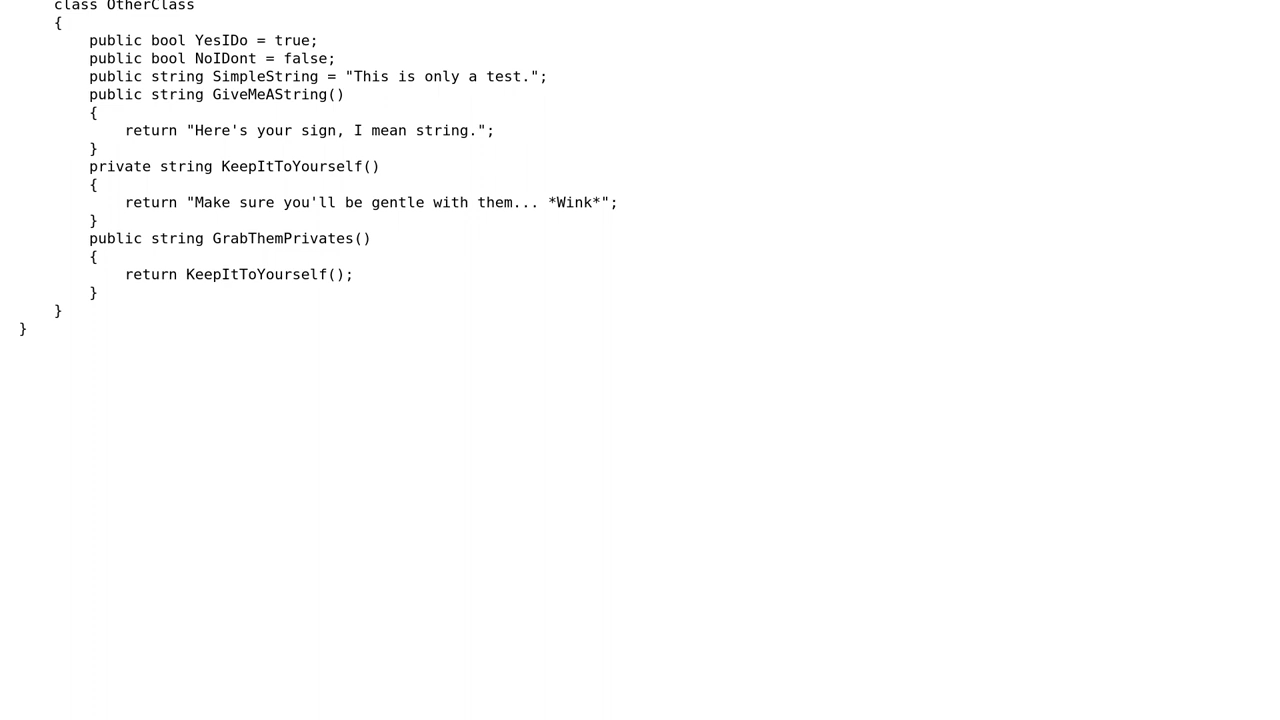 class OtherClass
{
public bool YesIDo = true;
public bool NoIDont = false;
public string SimpleString = "This is only a test.";
public string GiveMeAString()
{
return "Here's your sign, I mean string.";
}
private string KeepItToYourself()
{
return "Make sure you'll be gentle with them... *Wink*";
}
public string GrabThemPrivates()
{
return KeepItToYourself();
}
}
}